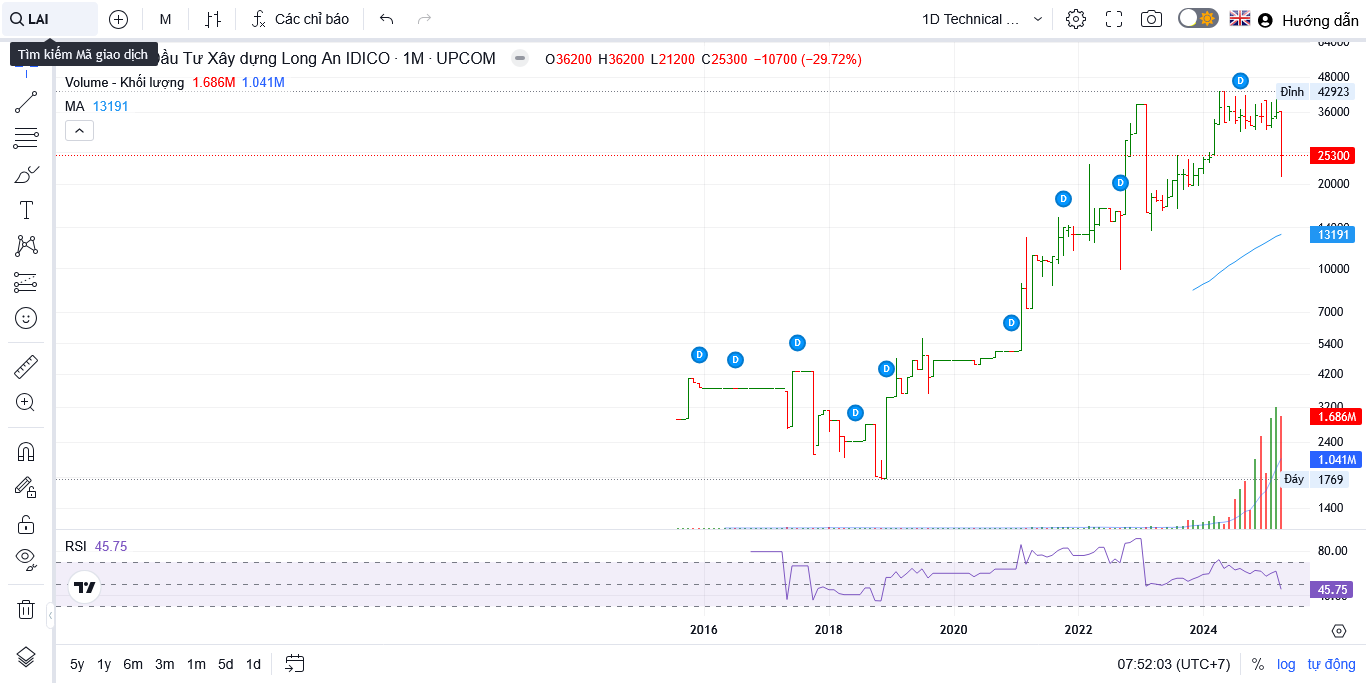 LAI
M
Các chỉ báo
1D Technical ...
Hướng dẫn
Tìm kiếm Mã giao dịch
ầu Tư Xây dựng Long An IDICO · 1M · UPCOM
O36200 H36200 L21200 C25300 −10700 (−29.72%)
Volume - Khối lượng 1.686M 1.041M
MA 13191
64000
48000
Đỉnh 42923
36000
25300
20000
14000
13191
10000
7000
5400
4200
3200
1.686M
2400
1.041M
Đáy 1769
1400
D
D
D
D
D
D
D
D
D
RSI 45.75
80.00
45.75
2016
2018
2020
2022
2024
5y 1y 6m 3m 1m 5d 1d
07:52:03 (UTC+7)
% log tự động